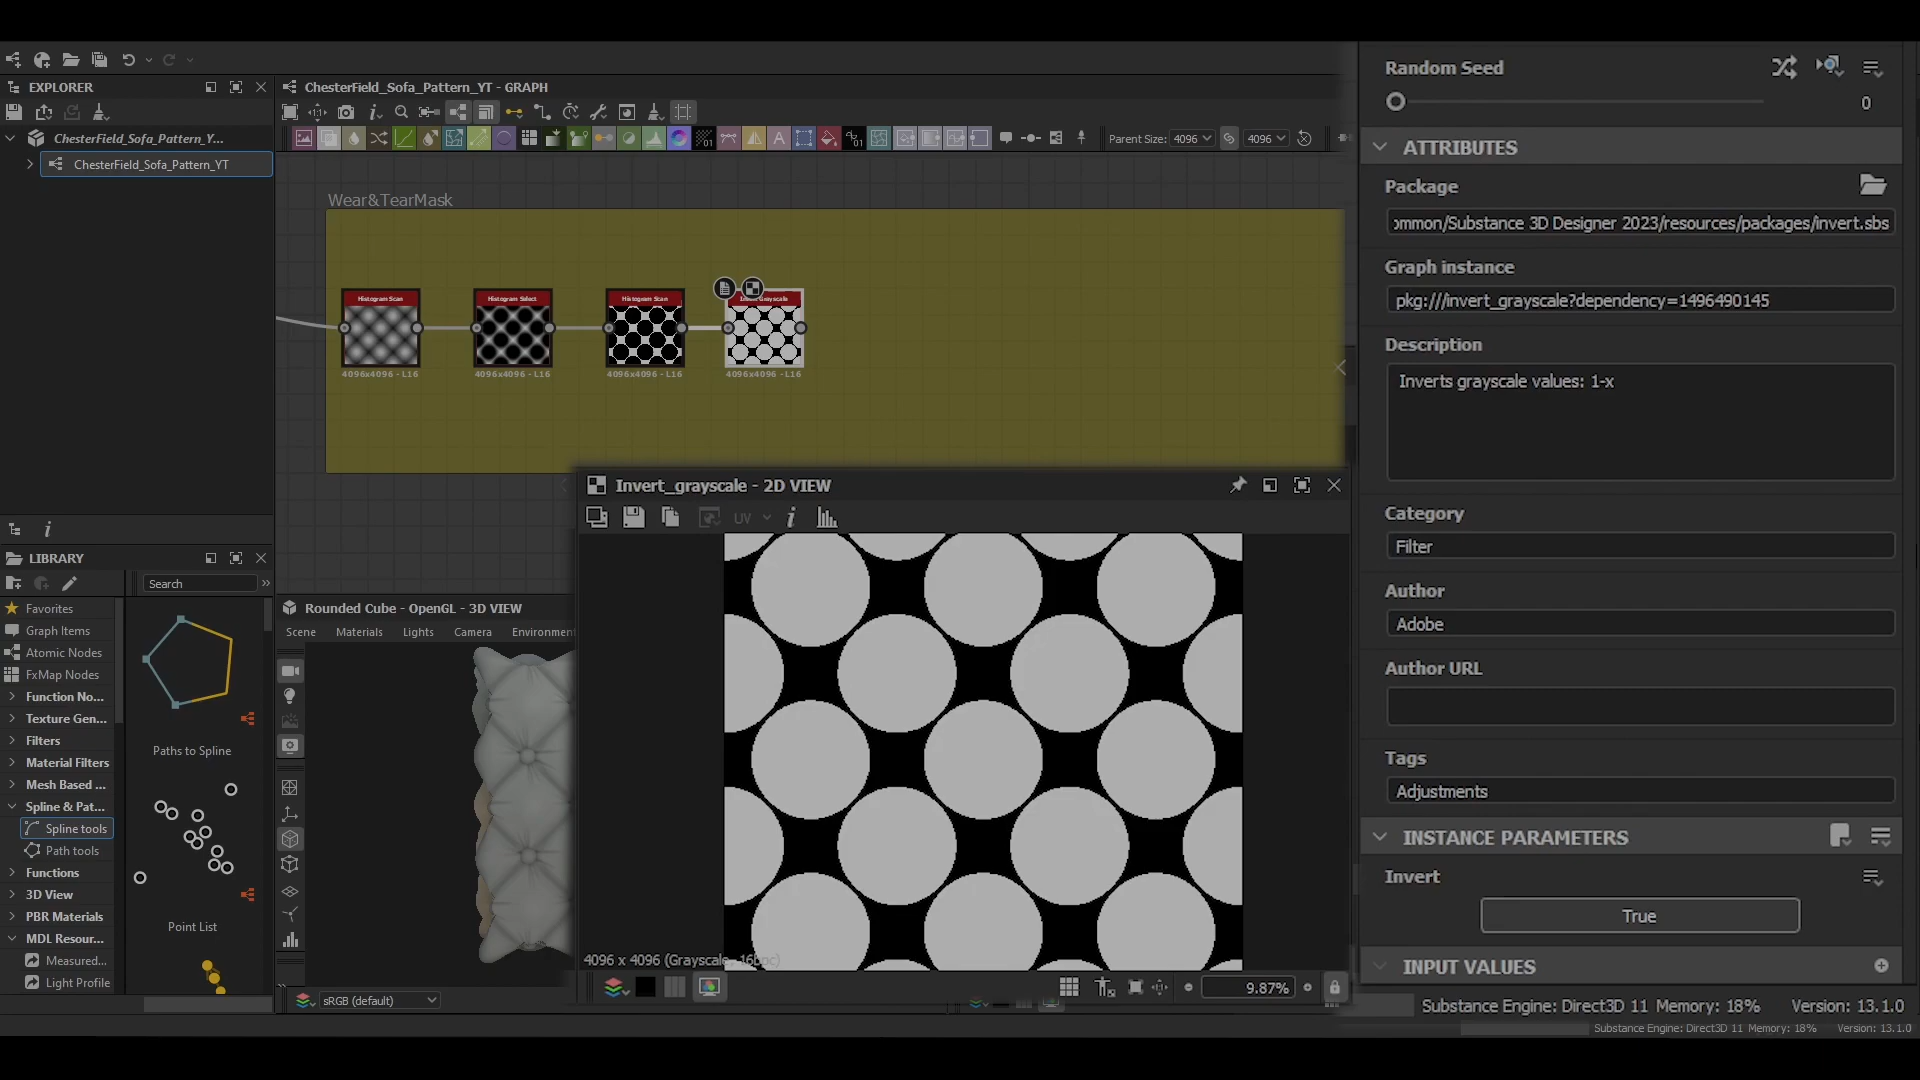 EXPLORER
ChesterField_Sofa_Pattern_Y...
ChesterField_Sofa_Pattern_YT
ChesterField_Sofa_Pattern_YT - GRAPH
Parent Size: 4096
4096
Wear&TearMask
Histogram Scan
Histogram Select
Histogram Scan
Invert Grayscale
4096x4096 - L16
4096x4096 - L16
4096x4096 - L16
4096x4096 - L16
LIBRARY
Search
Favorites
Graph Items
Atomic Nodes
FxMap Nodes
Function No...
Texture Gen...
Filters
Material Filters
Mesh Based ...
Spline & Pat...
Spline tools
Path tools
Functions
3D View
PBR Materials
MDL Resour...
Measured...
Light Profile
Paths to Spline
Point List
Rounded Cube - OpenGL - 3D VIEW
Scene
Materials
Lights
Camera
Environmen
sRGB (default)
Invert_grayscale - 2D VIEW
UV
4096 x 4096 (Grayscale, 16bpc)
9.87%
Random Seed
0
ATTRIBUTES
Package
ommon/Substance 3D Designer 2023/resources/packages/invert.sbs
Graph instance
pkg:///invert_grayscale?dependency=1496490145
Description
Inverts grayscale values: 1-x
Category
Filter
Author
Adobe
Author URL
Tags
Adjustments
INSTANCE PARAMETERS
Invert
True
INPUT VALUES
Substance Engine: Direct3D 11 Memory: 18%
Version: 13.1.0
Substance Engine: Direct3D 11 Memory: 18%
Version: 13.1.0